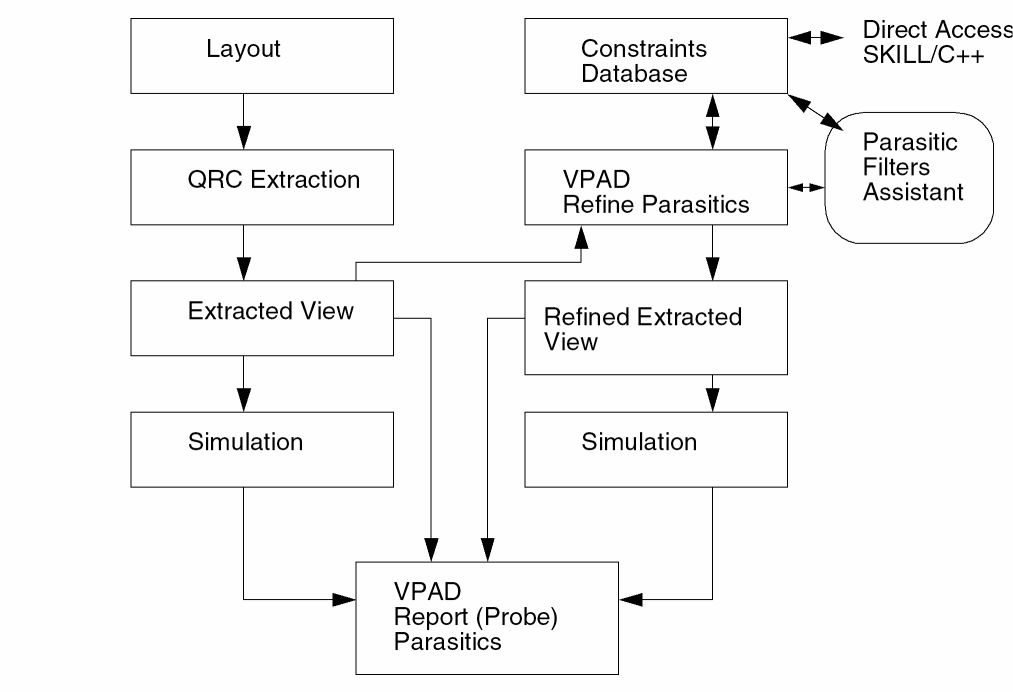 Layout
Constraints
Database
Direct Access
SKILL/C++
QRC Extraction
VPAD
Refine Parasitics
Parasitic
Filters
Assistant
Extracted View
Refined Extracted
View
Simulation
Simulation
VPAD
Report (Probe)
Parasitics